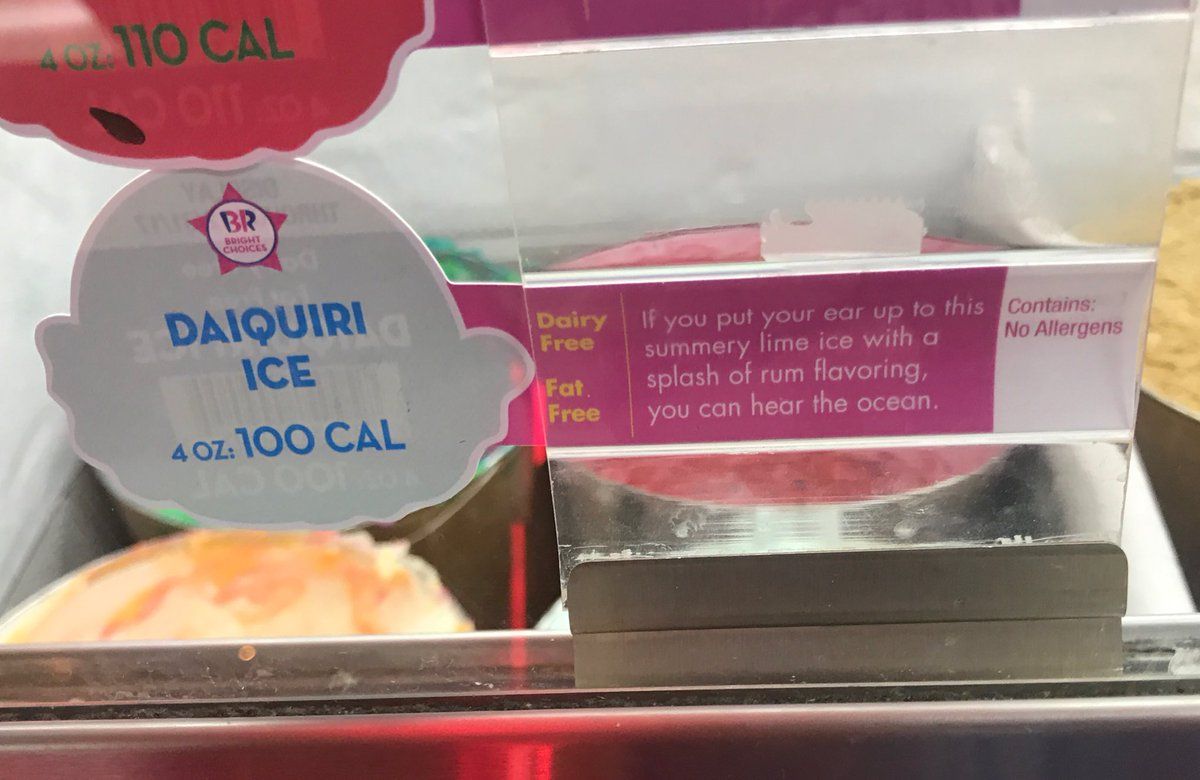 4 OZ: 110 CAL
BR
BRIGHT
CHOICES
DAIQUIRI
ICE
4 OZ: 100 CAL
Dairy
Free
Fat
Free
If you put your ear up to this
summery lime ice with a
splash of rum flavoring,
you can hear the ocean.
Contains:
No Allergens